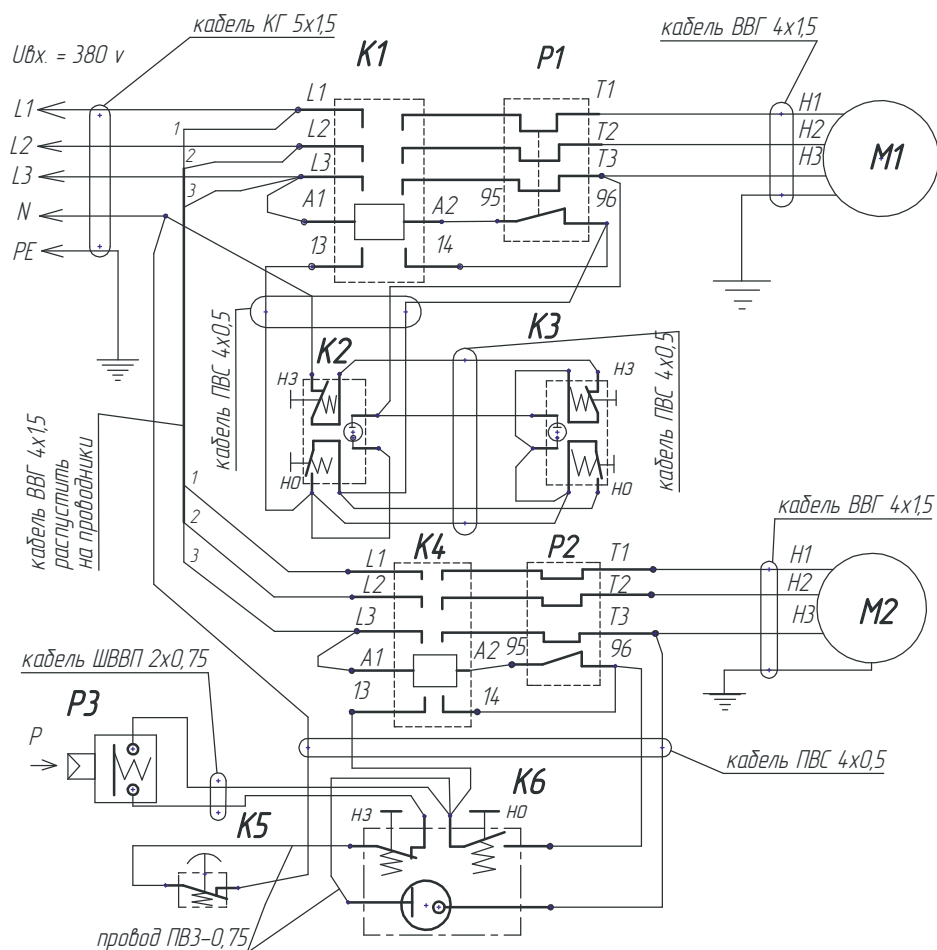 кабель КГ 5х1,5
кабель ВВГ 4х1,5
Uвх. = 380 v
K1
P1
L1
L1
T1
H1
1
L2
L2
T2
H2
2
M1
L3
L3
T3
H3
3
A1
A2
95
96
N
13
14
PE
кабель ПВС 4х0,5
K2
K3
кабель ПВС 4х0,5
НЗ
НЗ
НО
НО
кабель ВВГ 4х1,5
распустить
на проводники
1
2
3
кабель ВВГ 4х1,5
K4
P2
L1
T1
H1
L2
T2
H2
L3
T3
H3
M2
A1
A2
95
96
13
14
кабель ШВВП 2х0,75
P3
P
кабель ПВС 4х0,5
K6
K5
НЗ
НО
провод ПВ3-0,75